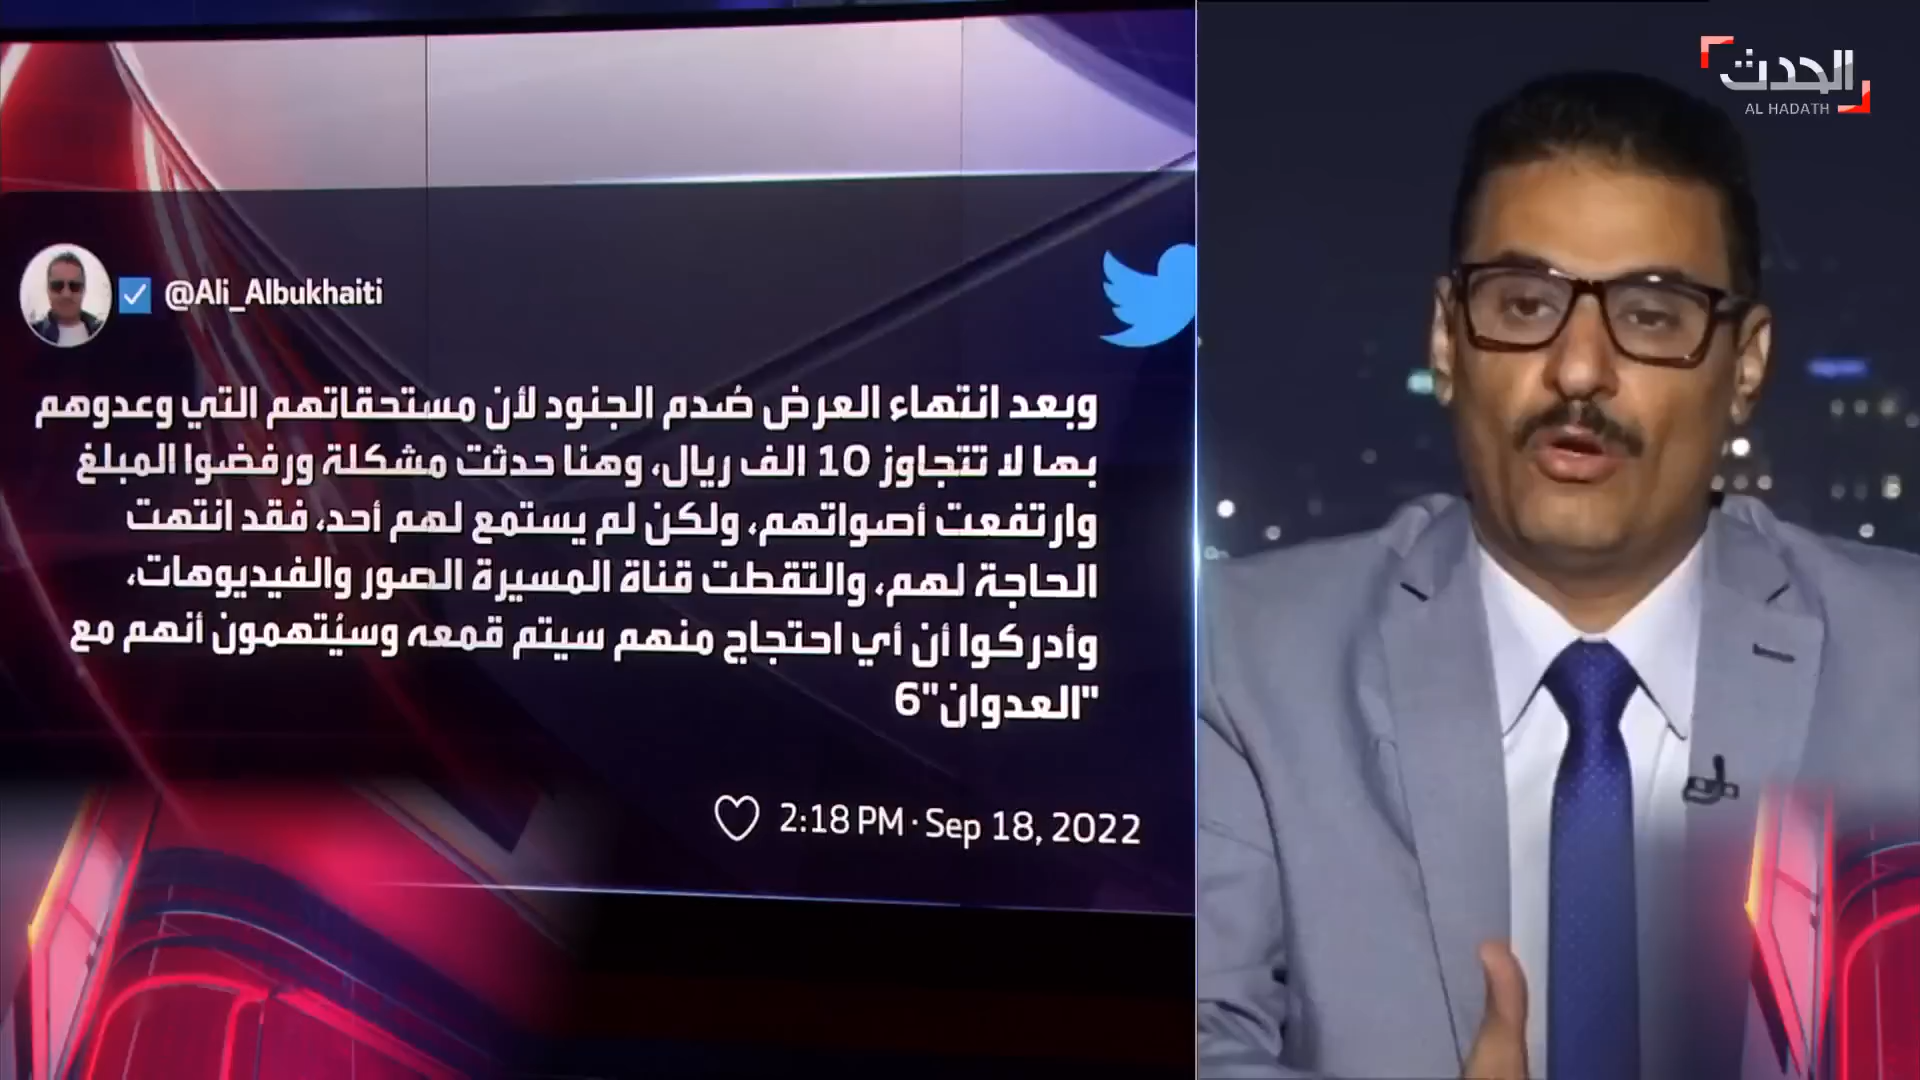 الحدث
AL HADATH
@Ali_Albukhaiti
وبعد انتهاء العرض صُدم الجنود لأن مستحقاتهم التي وعدوهم
بها لا تتجاوز 10 الف ريال، وهنا حدثت مشكلة ورفضوا المبلغ
وارتفعت أصواتهم، ولكن لم يستمع لهم أحد، فقد انتهت
الحاجة لهم، والتقطت قناة المسيرة الصور والفيديوهات،
وأدركوا أن أي احتجاج منهم سيتم قمعه وسيُتهمون أنهم مع
"العدوان"6
2:18 PM · Sep 18, 2022